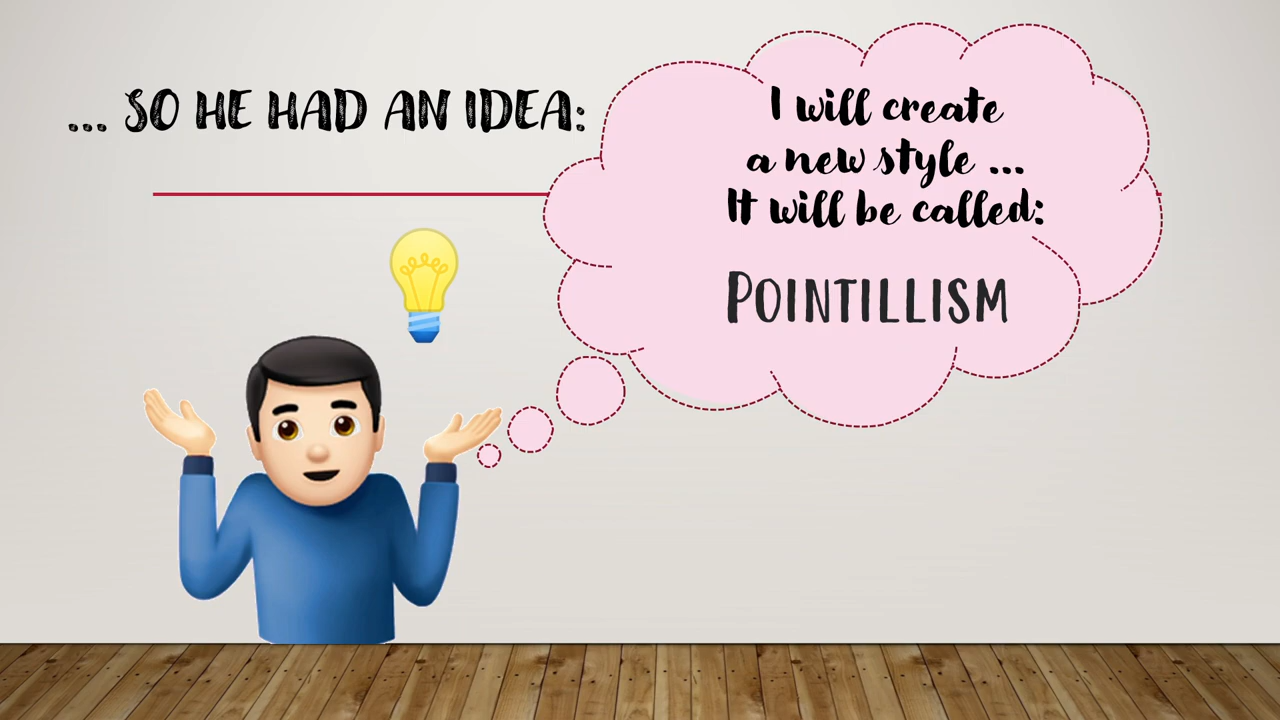 ... SO HE HAD AN IDEA:
I will create
a new style ...
It will be called:
POINTILLISM